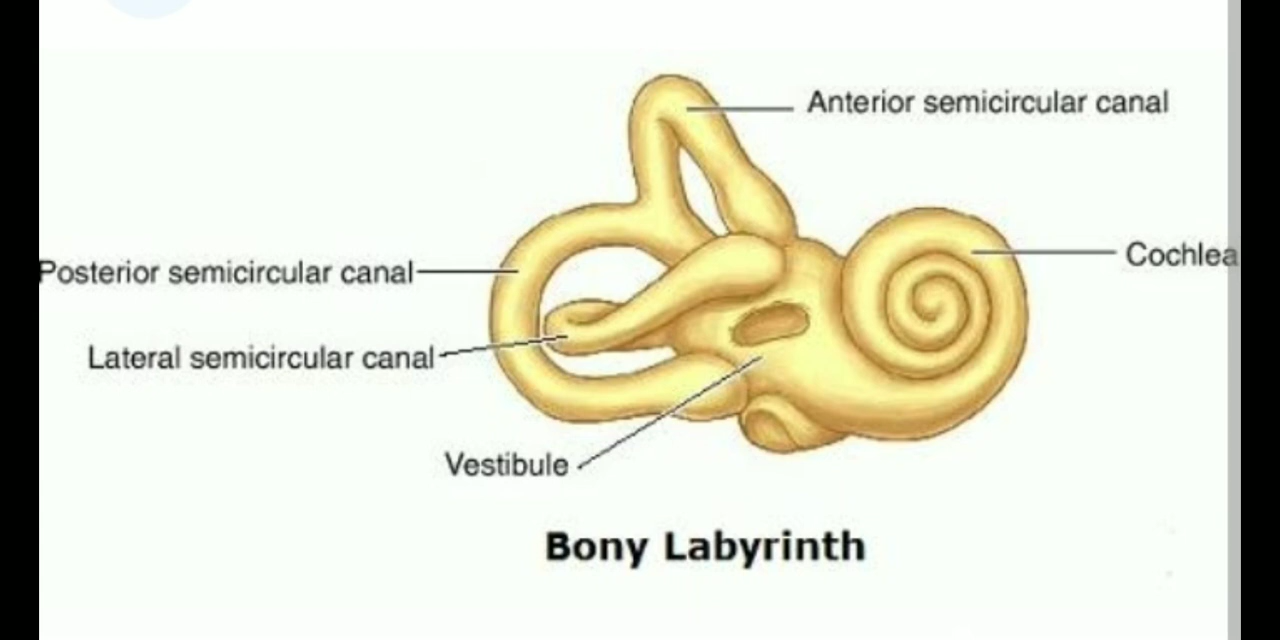 Anterior semicircular canal
Cochlea
Posterior semicircular canal
Lateral semicircular canal
Vestibule
Bony Labyrinth